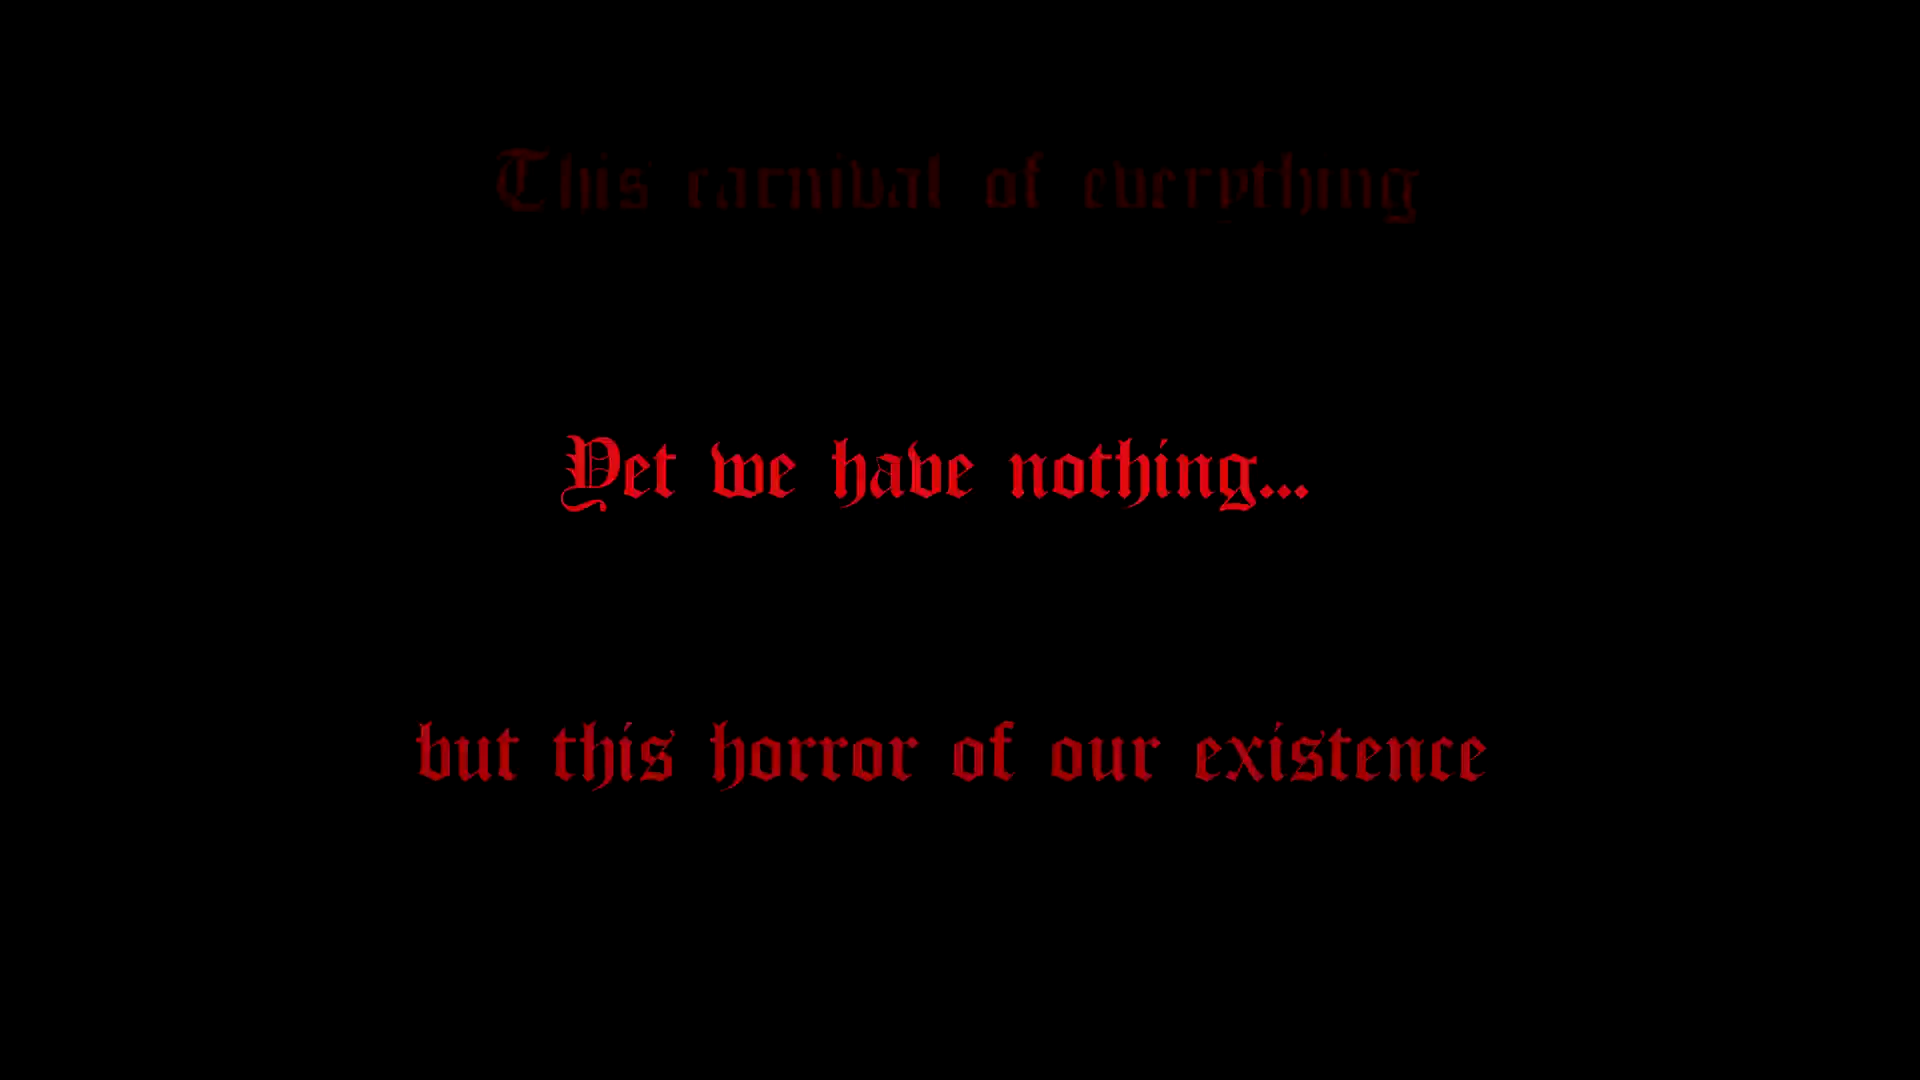 This carnival of everything
Yet we have nothing...
but this horror of our existence